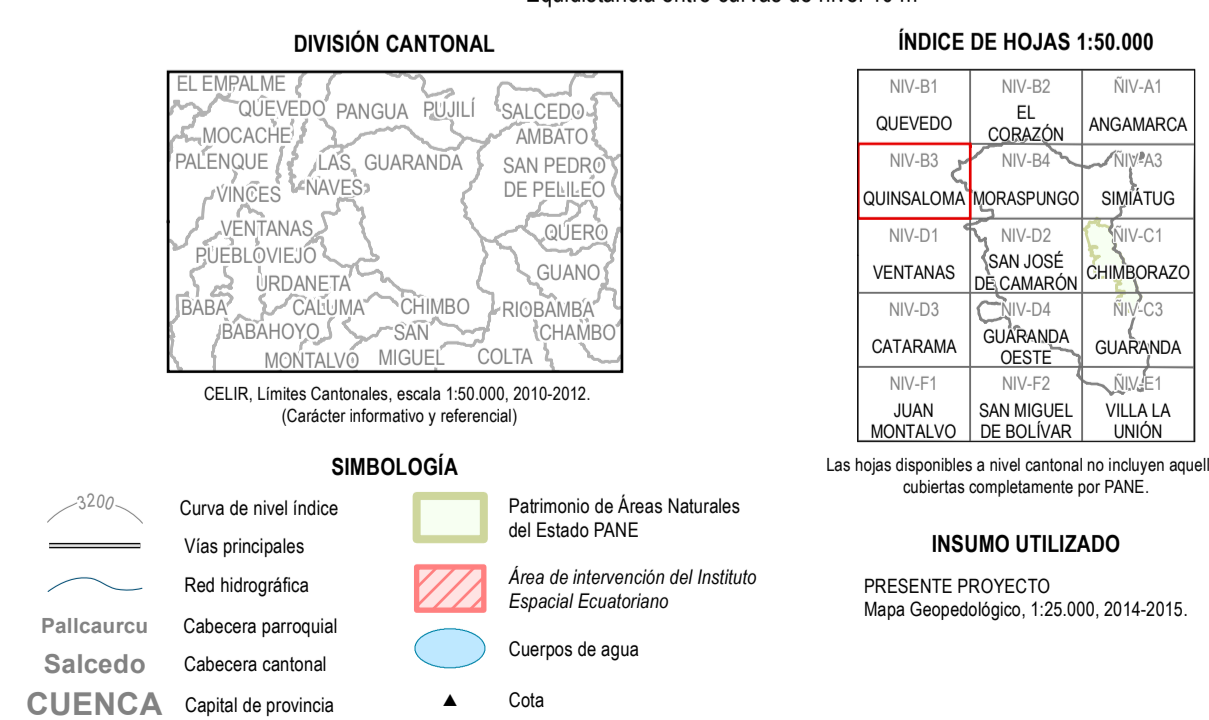 DIVISIÓN CANTONAL
EL EMPALME
QUEVEDO PANGUA PUJILÍ SALCEDO
MOCACHE AMBATO
PALENQUE LAS GUARANDA SAN PEDRO
VINCES NAVES DE PELILEO
VENTANAS QUERO
PUEBLOVIEJO GUANO
URDANETA
BABA CALUMA CHIMBO RIOBAMBA
BABAHOYO SAN CHAMBO
MONTALVO MIGUEL COLTA
CELIR, Límites Cantonales, escala 1:50.000, 2010-2012.
(Carácter informativo y referencial)
ÍNDICE DE HOJAS 1:50.000
NIV-B1 NIV-B2 ÑIV-A1
QUEVEDO EL CORAZÓN ANGAMARCA
NIV-B3 NIV-B4 ÑIV-A3
QUINSALOMA MORASPUNGO SIMIÁTUG
NIV-D1 NIV-D2 ÑIV-C1
VENTANAS SAN JOSÉ DE CAMARÓN CHIMBORAZO
NIV-D3 NIV-D4 ÑIV-C3
CATARAMA GUARANDA OESTE GUARANDA
NIV-F1 NIV-F2 ÑIV-E1
JUAN MONTALVO SAN MIGUEL DE BOLÍVAR VILLA LA UNIÓN
Las hojas disponibles a nivel cantonal no incluyen aquell
cubiertas completamente por PANE.
SIMBOLOGÍA
3200 Curva de nivel índice
Vías principales
Red hidrográfica
Pallcaurcu Cabecera parroquial
Salcedo Cabecera cantonal
CUENCA Capital de provincia
Patrimonio de Áreas Naturales
del Estado PANE
Área de intervención del Instituto
Espacial Ecuatoriano
Cuerpos de agua
Cota
INSUMO UTILIZADO
PRESENTE PROYECTO
Mapa Geopedológico, 1:25.000, 2014-2015.